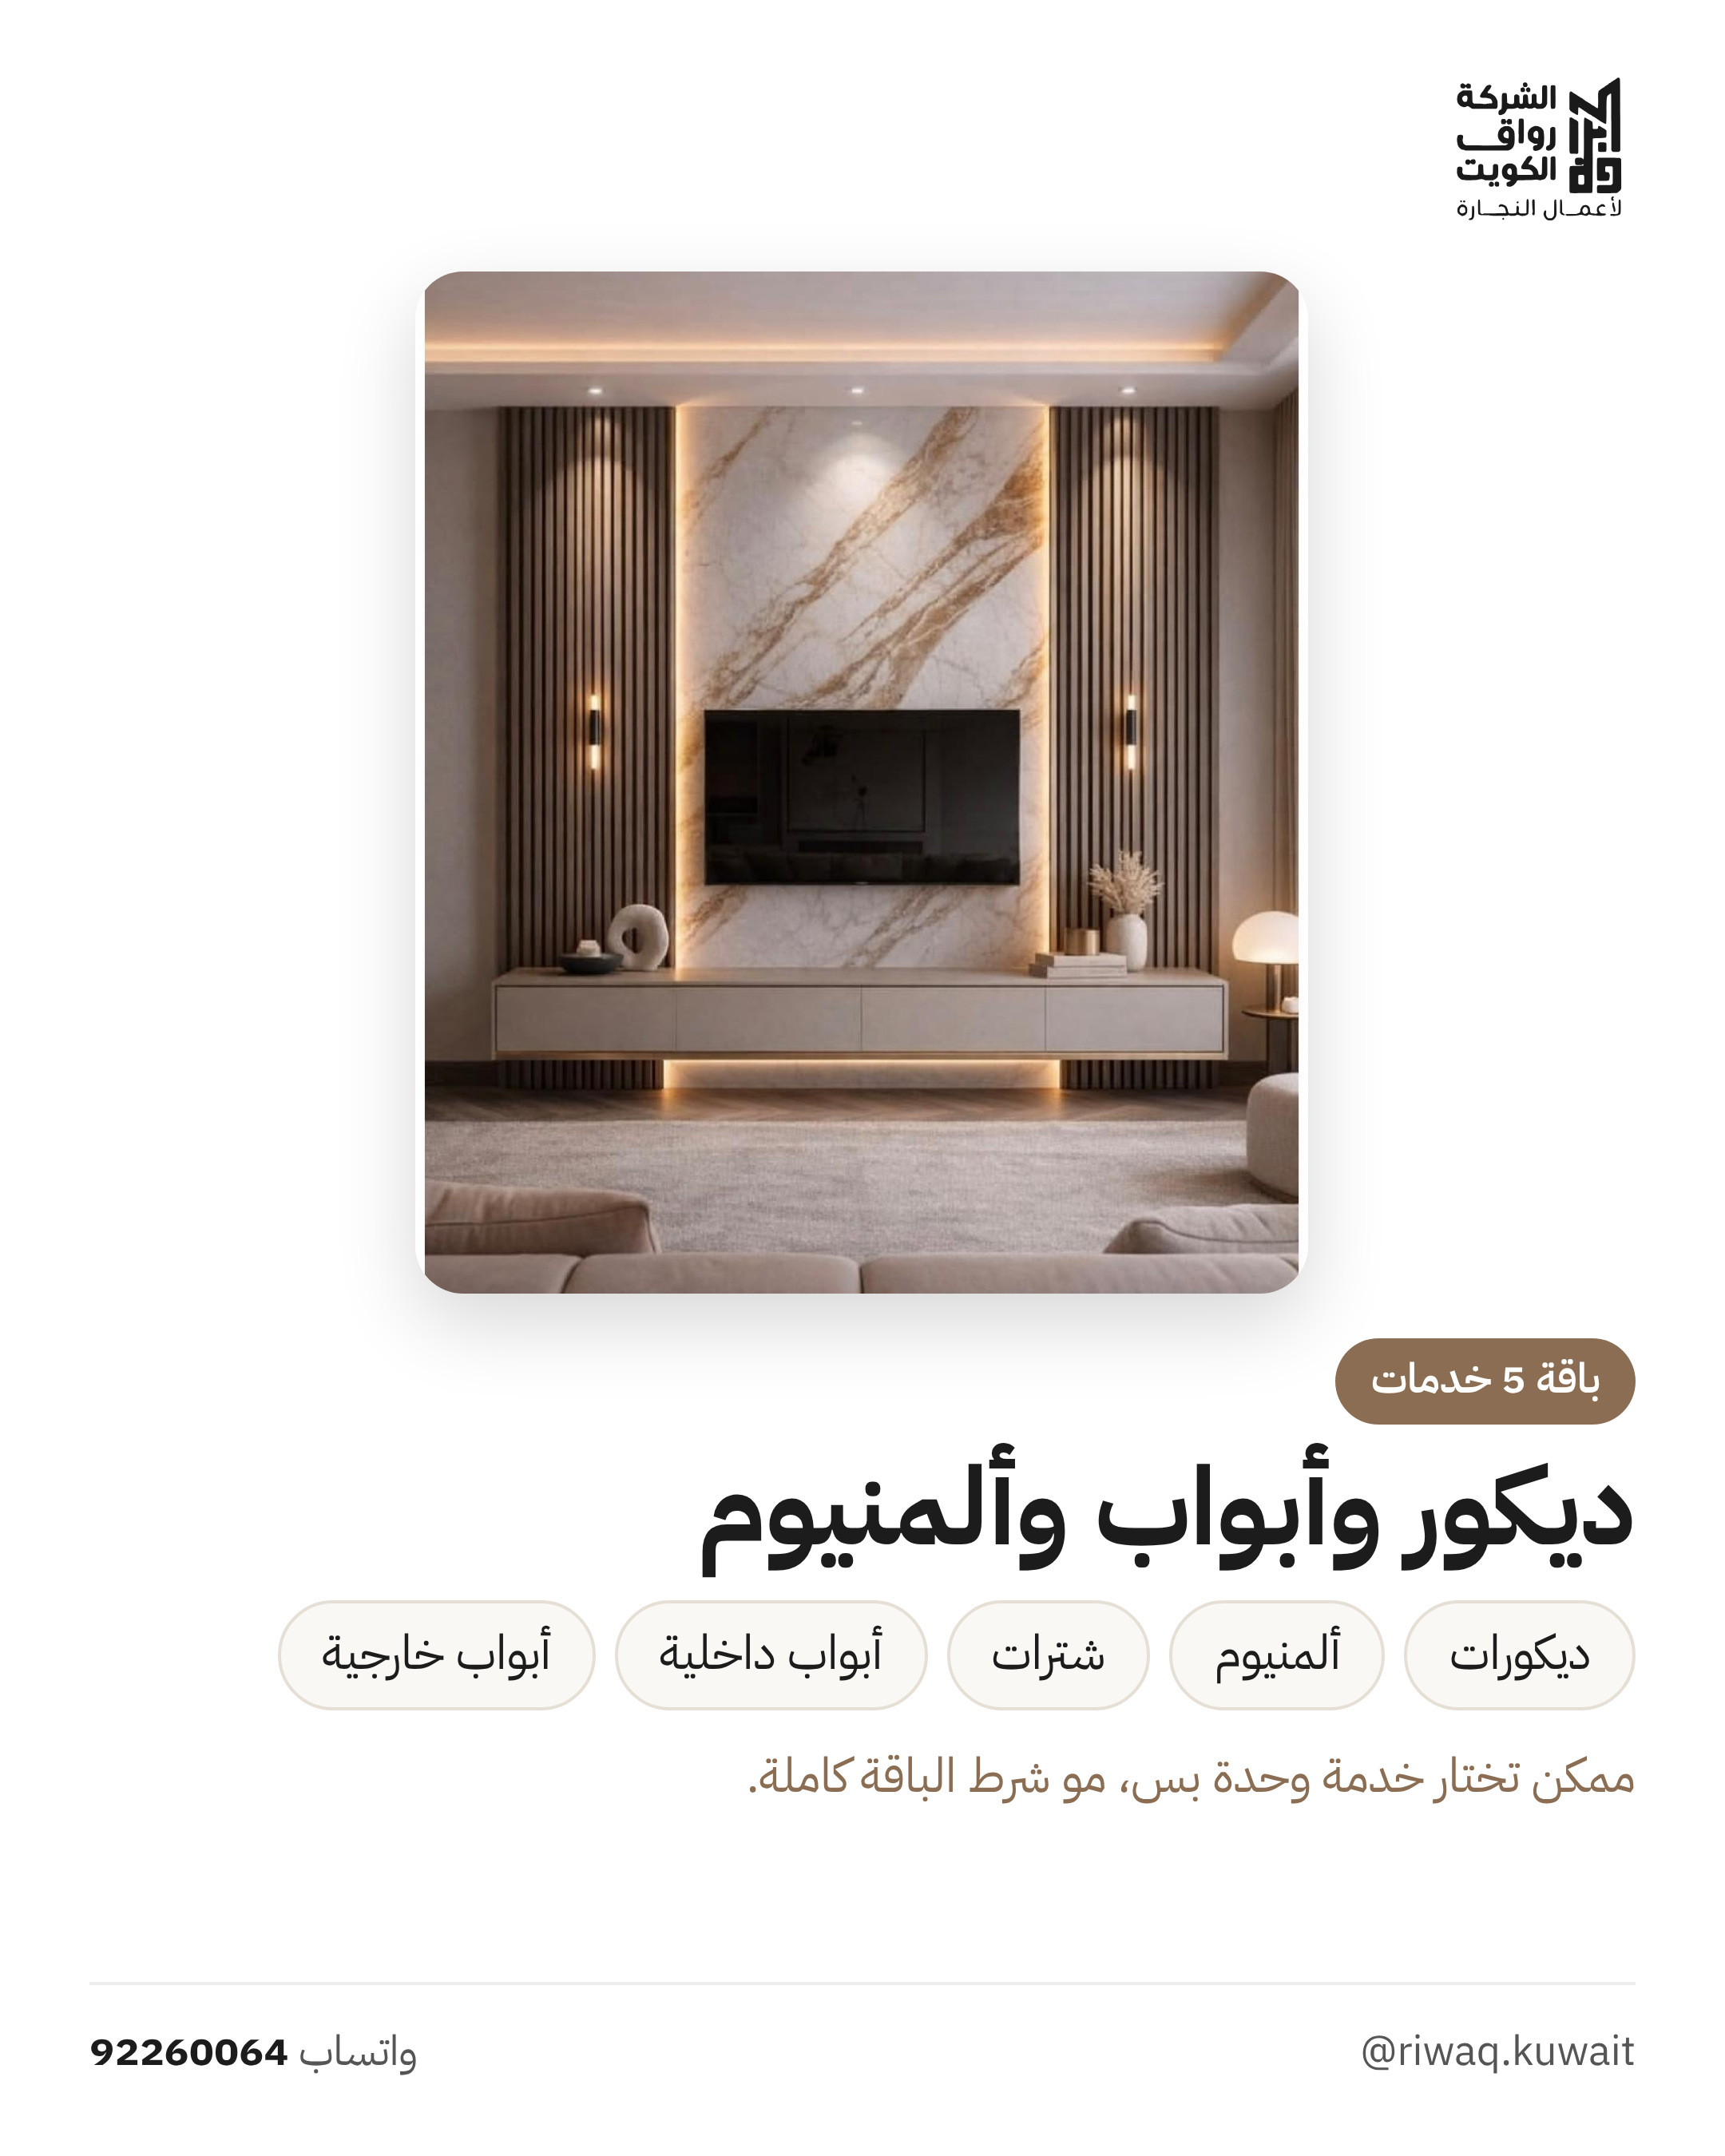 الشركة
رواق
الكويت
لأعمال النجارة
باقة 5 خدمات
ديكور وأبواب وألمنيوم
ديكورات
ألمنيوم
شترات
أبواب داخلية
أبواب خارجية
ممكن تختار خدمة وحدة بس، مو شرط الباقة كاملة.
@riwaq.kuwait
واتساب 92260064